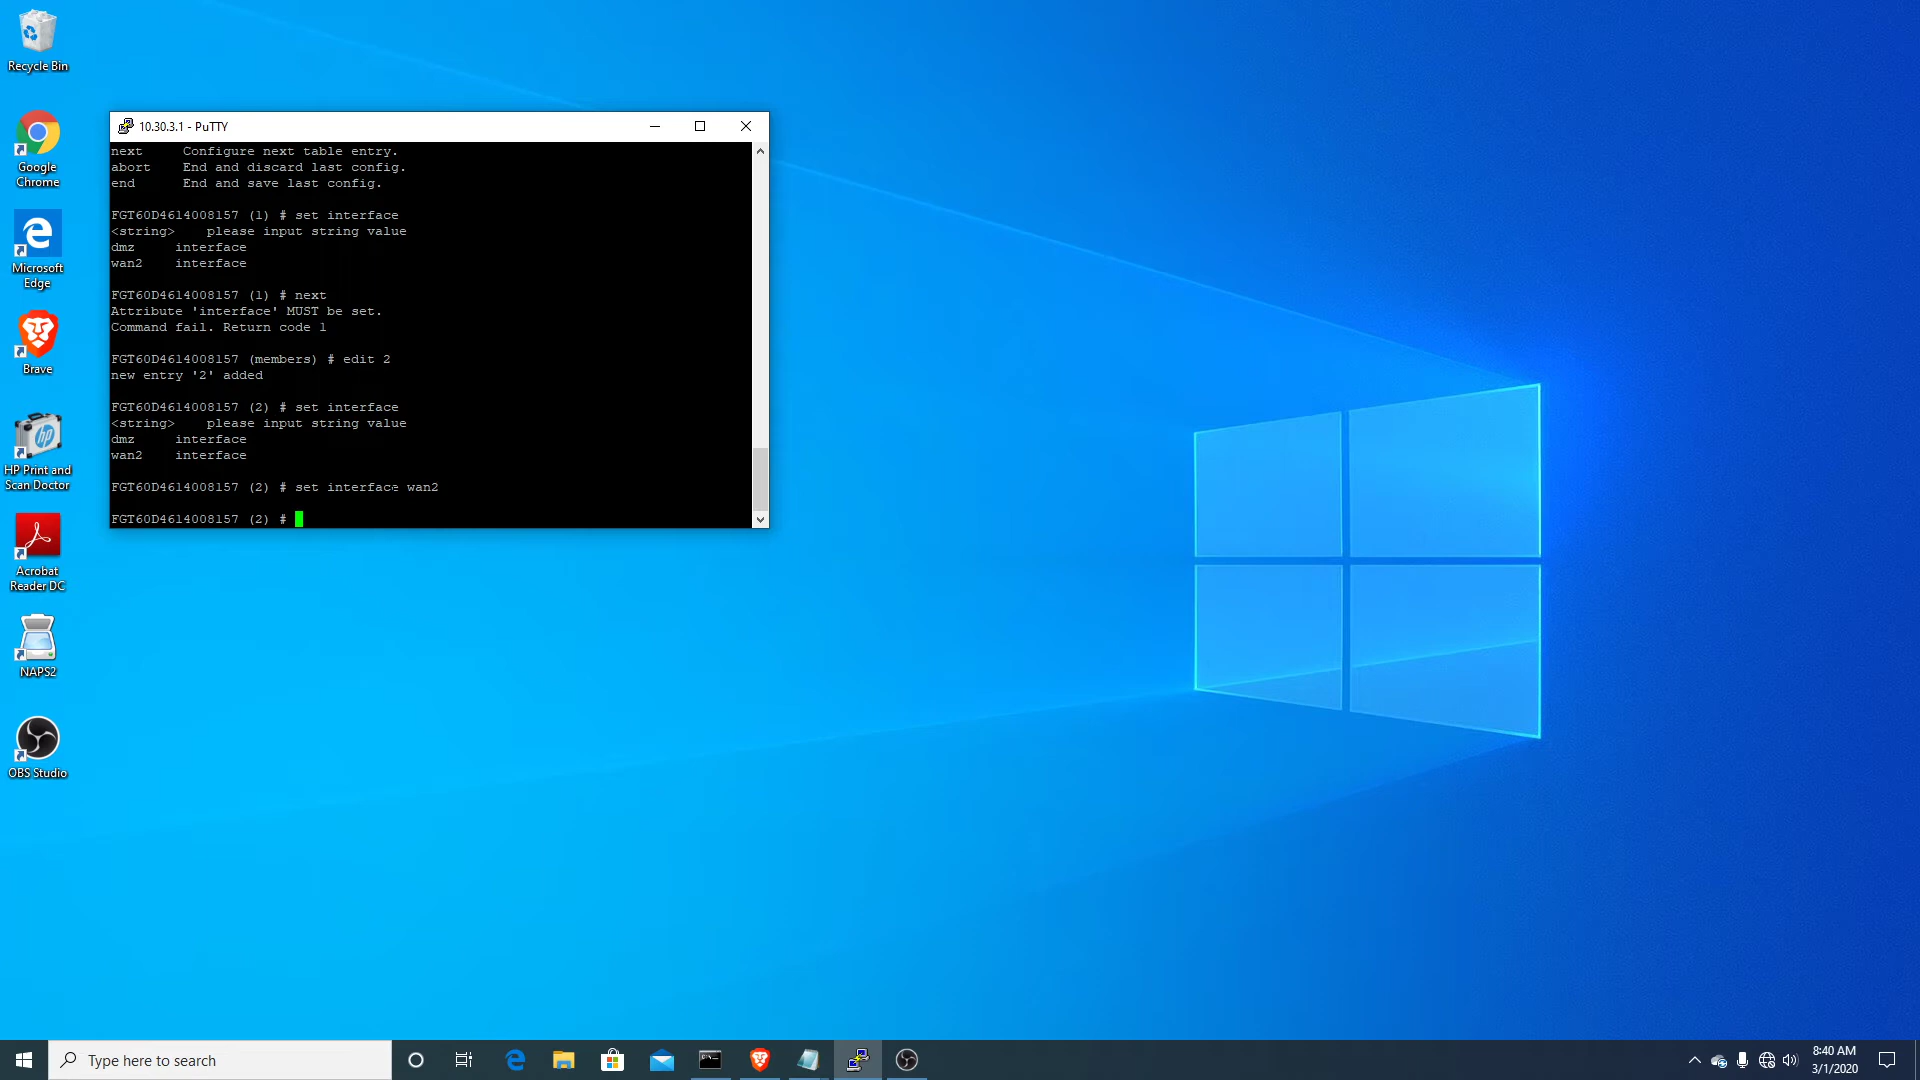 Recycle Bin
Google
Chrome
Microsoft
Edge
Brave
HP Print and
Scan Doctor
Acrobat
Reader DC
NAPS2
OBS Studio
10.30.3.1 - PuTTY
next Configure next table entry.
abort End and discard last config.
end End and save last config.
FGT60D4614008157 (1) # set interface
<string> please input string value
dmz interface
wan2 interface
FGT60D4614008157 (1) # next
Attribute 'interface' MUST be set.
Command fail. Return code 1
FGT60D4614008157 (members) # edit 2
new entry '2' added
FGT60D4614008157 (2) # set interface
<string> please input string value
dmz interface
wan2 interface
FGT60D4614008157 (2) # set interface wan2
FGT60D4614008157 (2) #
Type here to search
8:40 AM
3/1/2020